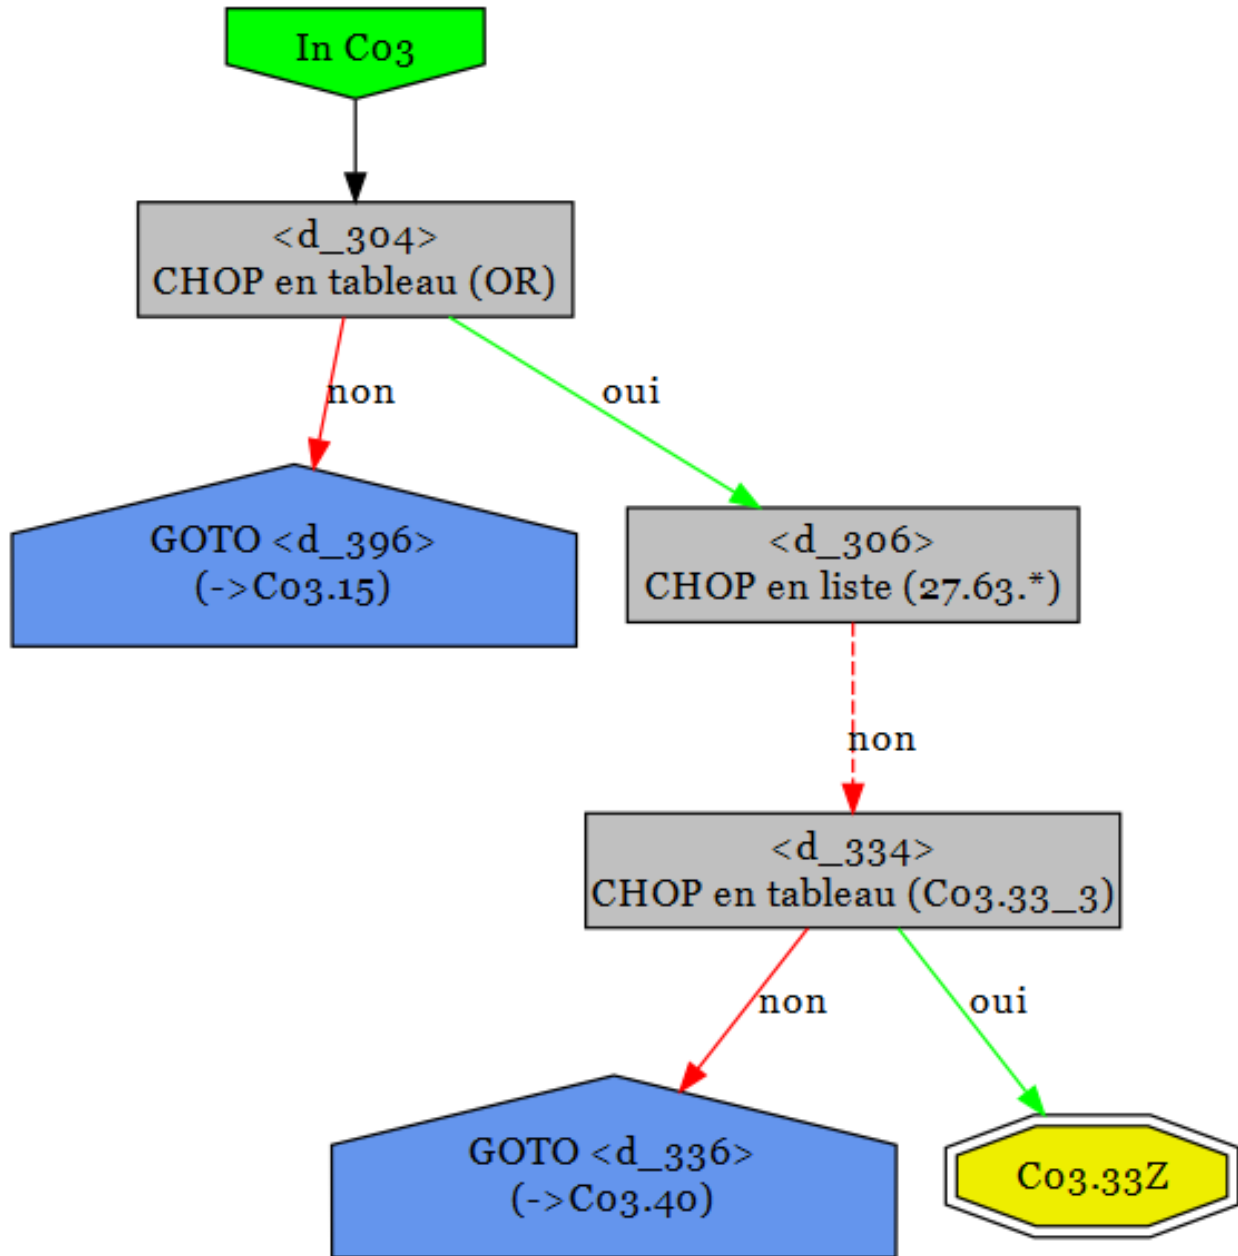 In C03
<d_304>
CHOP en tableau (OR)
non
oui
GOTO <d_396>
(->C03.15)
<d_306>
CHOP en liste (27.63.*)
non
<d_334>
CHOP en tableau (C03.33_3)
non
oui
GOTO <d_336>
(->C03.40)
C03.33Z